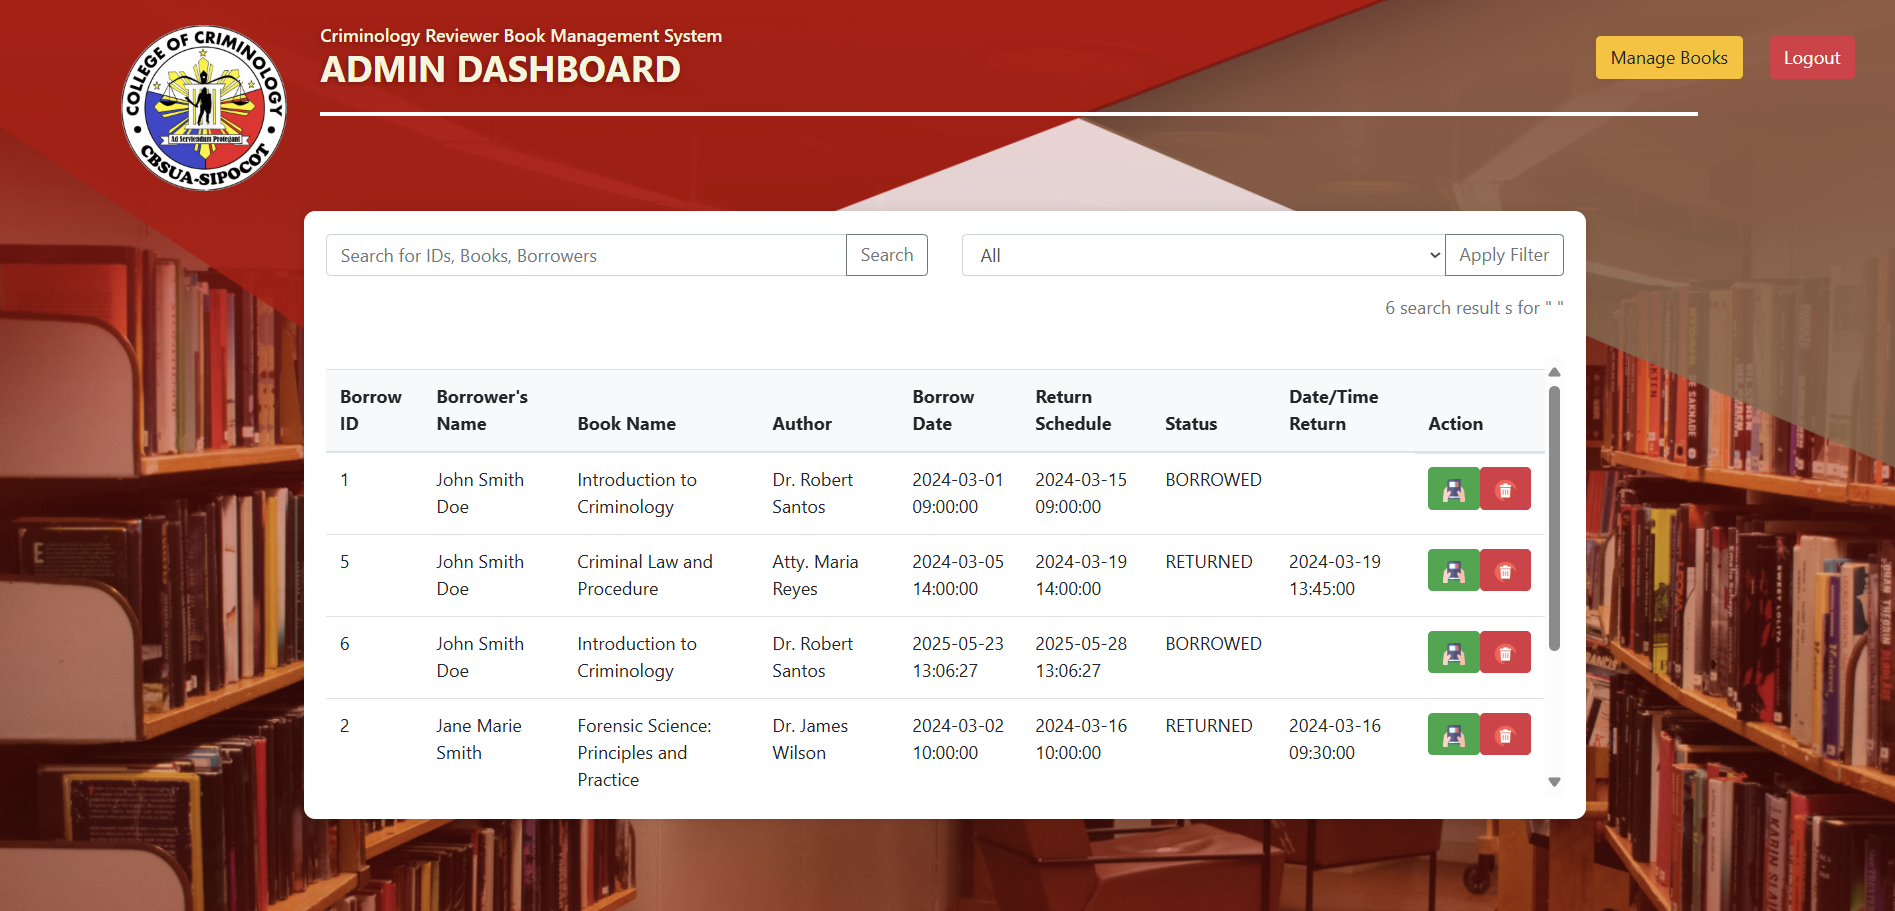 COLLEGE OF CRIMINOLOGY
Ad Serviendum Protegunt
CBSUA-SIPOCOT
Criminology Reviewer Book Management System
ADMIN DASHBOARD
Manage Books
Logout
Search for IDs, Books, Borrowers
Search
All
Apply Filter
6 search result s for " "
Borrow ID Borrower's Name Book Name Author Borrow Date Return Schedule Status Date/Time Return Action
1 John Smith Doe Introduction to Criminology Dr. Robert Santos 2024-03-01 09:00:00 2024-03-15 09:00:00 BORROWED
5 John Smith Doe Criminal Law and Procedure Atty. Maria Reyes 2024-03-05 14:00:00 2024-03-19 14:00:00 RETURNED 2024-03-19 13:45:00
6 John Smith Doe Introduction to Criminology Dr. Robert Santos 2025-05-23 13:06:27 2025-05-28 13:06:27 BORROWED
2 Jane Marie Smith Forensic Science: Principles and Practice Dr. James Wilson 2024-03-02 10:00:00 2024-03-16 10:00:00 RETURNED 2024-03-16 09:30:00